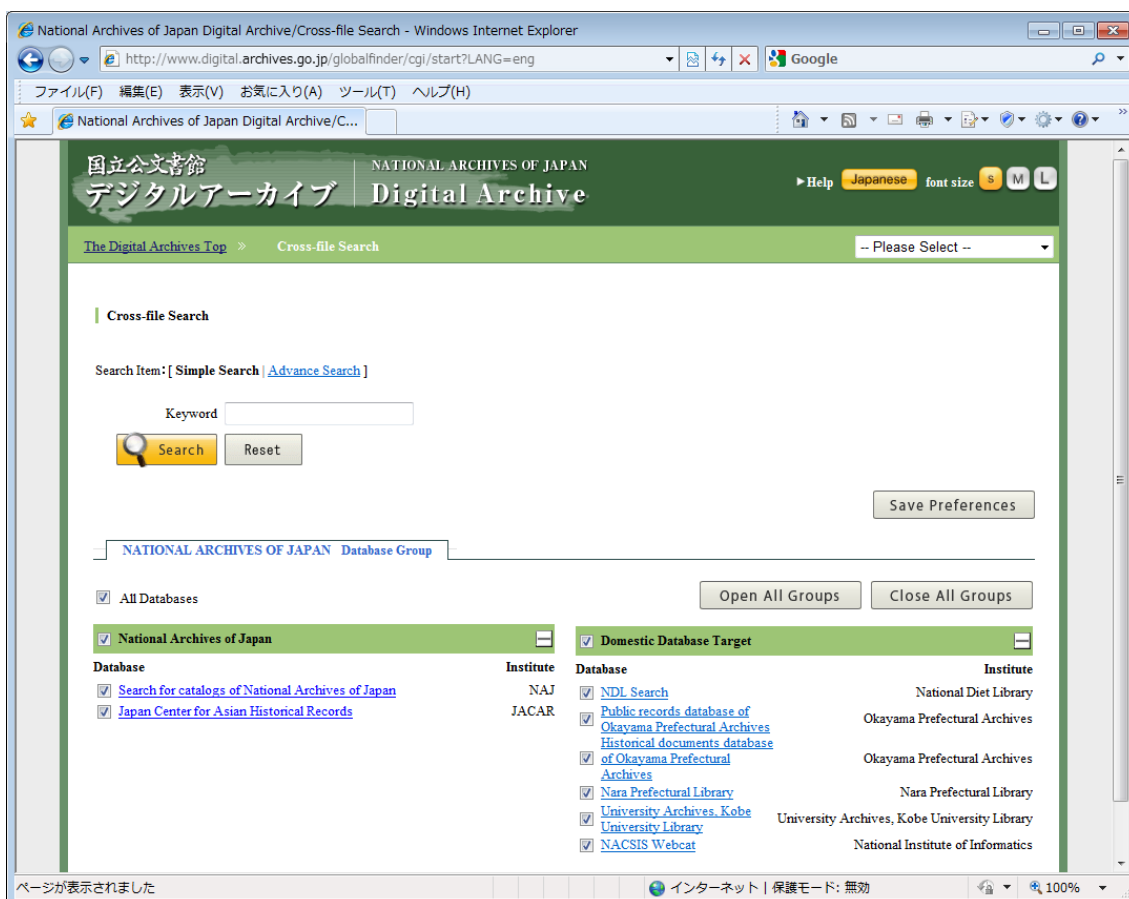 National Archives of Japan Digital Archive/Cross-file Search - Windows Internet Explorer
http://www.digital.archives.go.jp/globalfinder/cgi/start?LANG=eng
Google
ファイル(F) 編集(E) 表示(V) お気に入り(A) ツール(T) ヘルプ(H)
National Archives of Japan Digital Archive/C...
国立公文書館
デジタルアーカイブ
NATIONAL ARCHIVES OF JAPAN
Digital Archive
Help Japanese font size S M L
The Digital Archives Top » Cross-file Search
-- Please Select --
Cross-file Search
Search Item:[ Simple Search | Advance Search ]
Keyword
Search Reset
Save Preferences
NATIONAL ARCHIVES OF JAPAN Database Group
All Databases
Open All Groups Close All Groups
National Archives of Japan
Database Institute
Search for catalogs of National Archives of Japan NAJ
Japan Center for Asian Historical Records JACAR
Domestic Database Target
Database Institute
NDL Search National Diet Library
Public records database of
Okayama Prefectural Archives Okayama Prefectural Archives
Historical documents database
of Okayama Prefectural Okayama Prefectural Archives
Archives
Nara Prefectural Library Nara Prefectural Library
University Archives, Kobe
University Library University Archives, Kobe University Library
NACSIS Webcat National Institute of Informatics
ページが表示されました
インターネット | 保護モード: 無効
100%